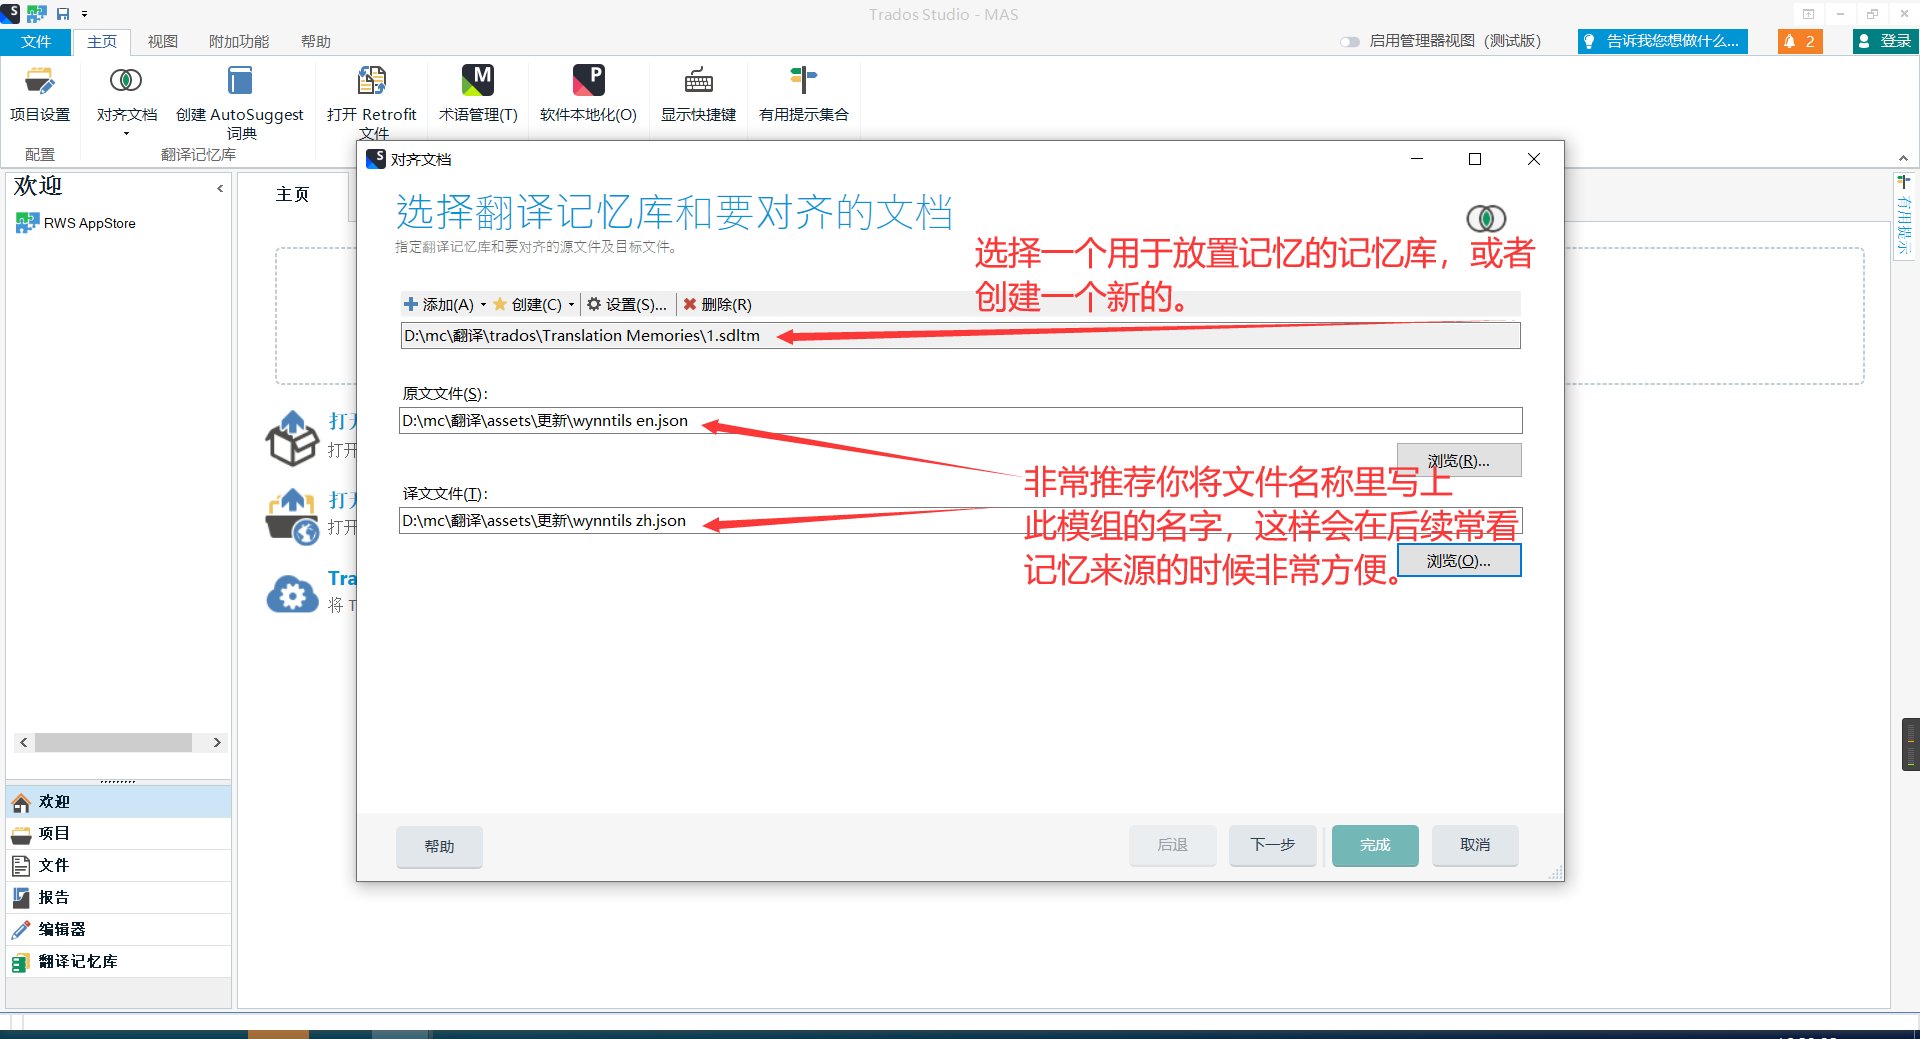 Trados Studio - MAS
文件
主页
视图
附加功能
帮助
启用管理器视图 (测试版)
告诉我您想做什么...
2
登录
项目设置
对齐文档
创建 AutoSuggest
词典
打开 Retrofit
文件
术语管理(T)
软件本地化(O)
显示快捷键
有用提示集合
配置
翻译记忆库
欢迎
RWS AppStore
主页
有用提示
打开
打开
打开
打开
Tra
将 T
对齐文档
选择翻译记忆库和要对齐的文档
指定翻译记忆库和要对齐的源文件及目标文件。
选择一个用于放置记忆的记忆库，或者
创建一个新的。
添加(A)
创建(C)
设置(S)...
删除(R)
D:\mc\翻译\trados\Translation Memories\1.sdltm
原文文件(S):
D:\mc\翻译\assets\更新\wynntils en.json
浏览(R)...
非常推荐你将文件名称里写上
此模组的名字，这样会在后续常看
记忆来源的时候非常方便。
译文文件(T):
D:\mc\翻译\assets\更新\wynntils zh.json
浏览(O)...
帮助
后退
下一步
完成
取消
欢迎
项目
文件
报告
编辑器
翻译记忆库